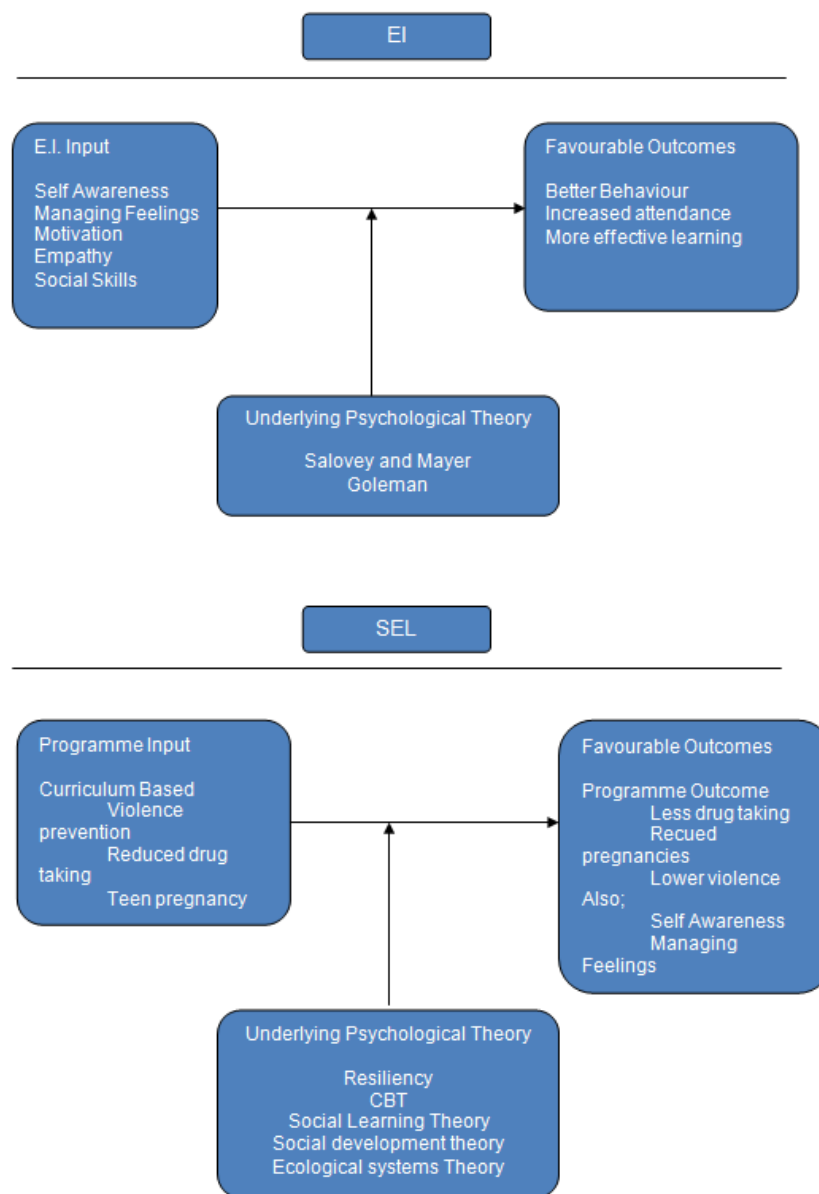 EI
E.I. Input
Self Awareness
Managing Feelings
Motivation
Empathy
Social Skills
Favourable Outcomes
Better Behaviour
Increased attendance
More effective learning
Underlying Psychological Theory
Salovey and Mayer
Goleman
SEL
Programme Input
Curriculum Based
Violence
prevention
Reduced drug
taking
Teen pregnancy
Favourable Outcomes
Programme Outcome
Less drug taking
Recued
pregnancies
Lower violence
Also;
Self Awareness
Managing
Feelings
Underlying Psychological Theory
Resiliency
CBT
Social Learning Theory
Social development theory
Ecological systems Theory